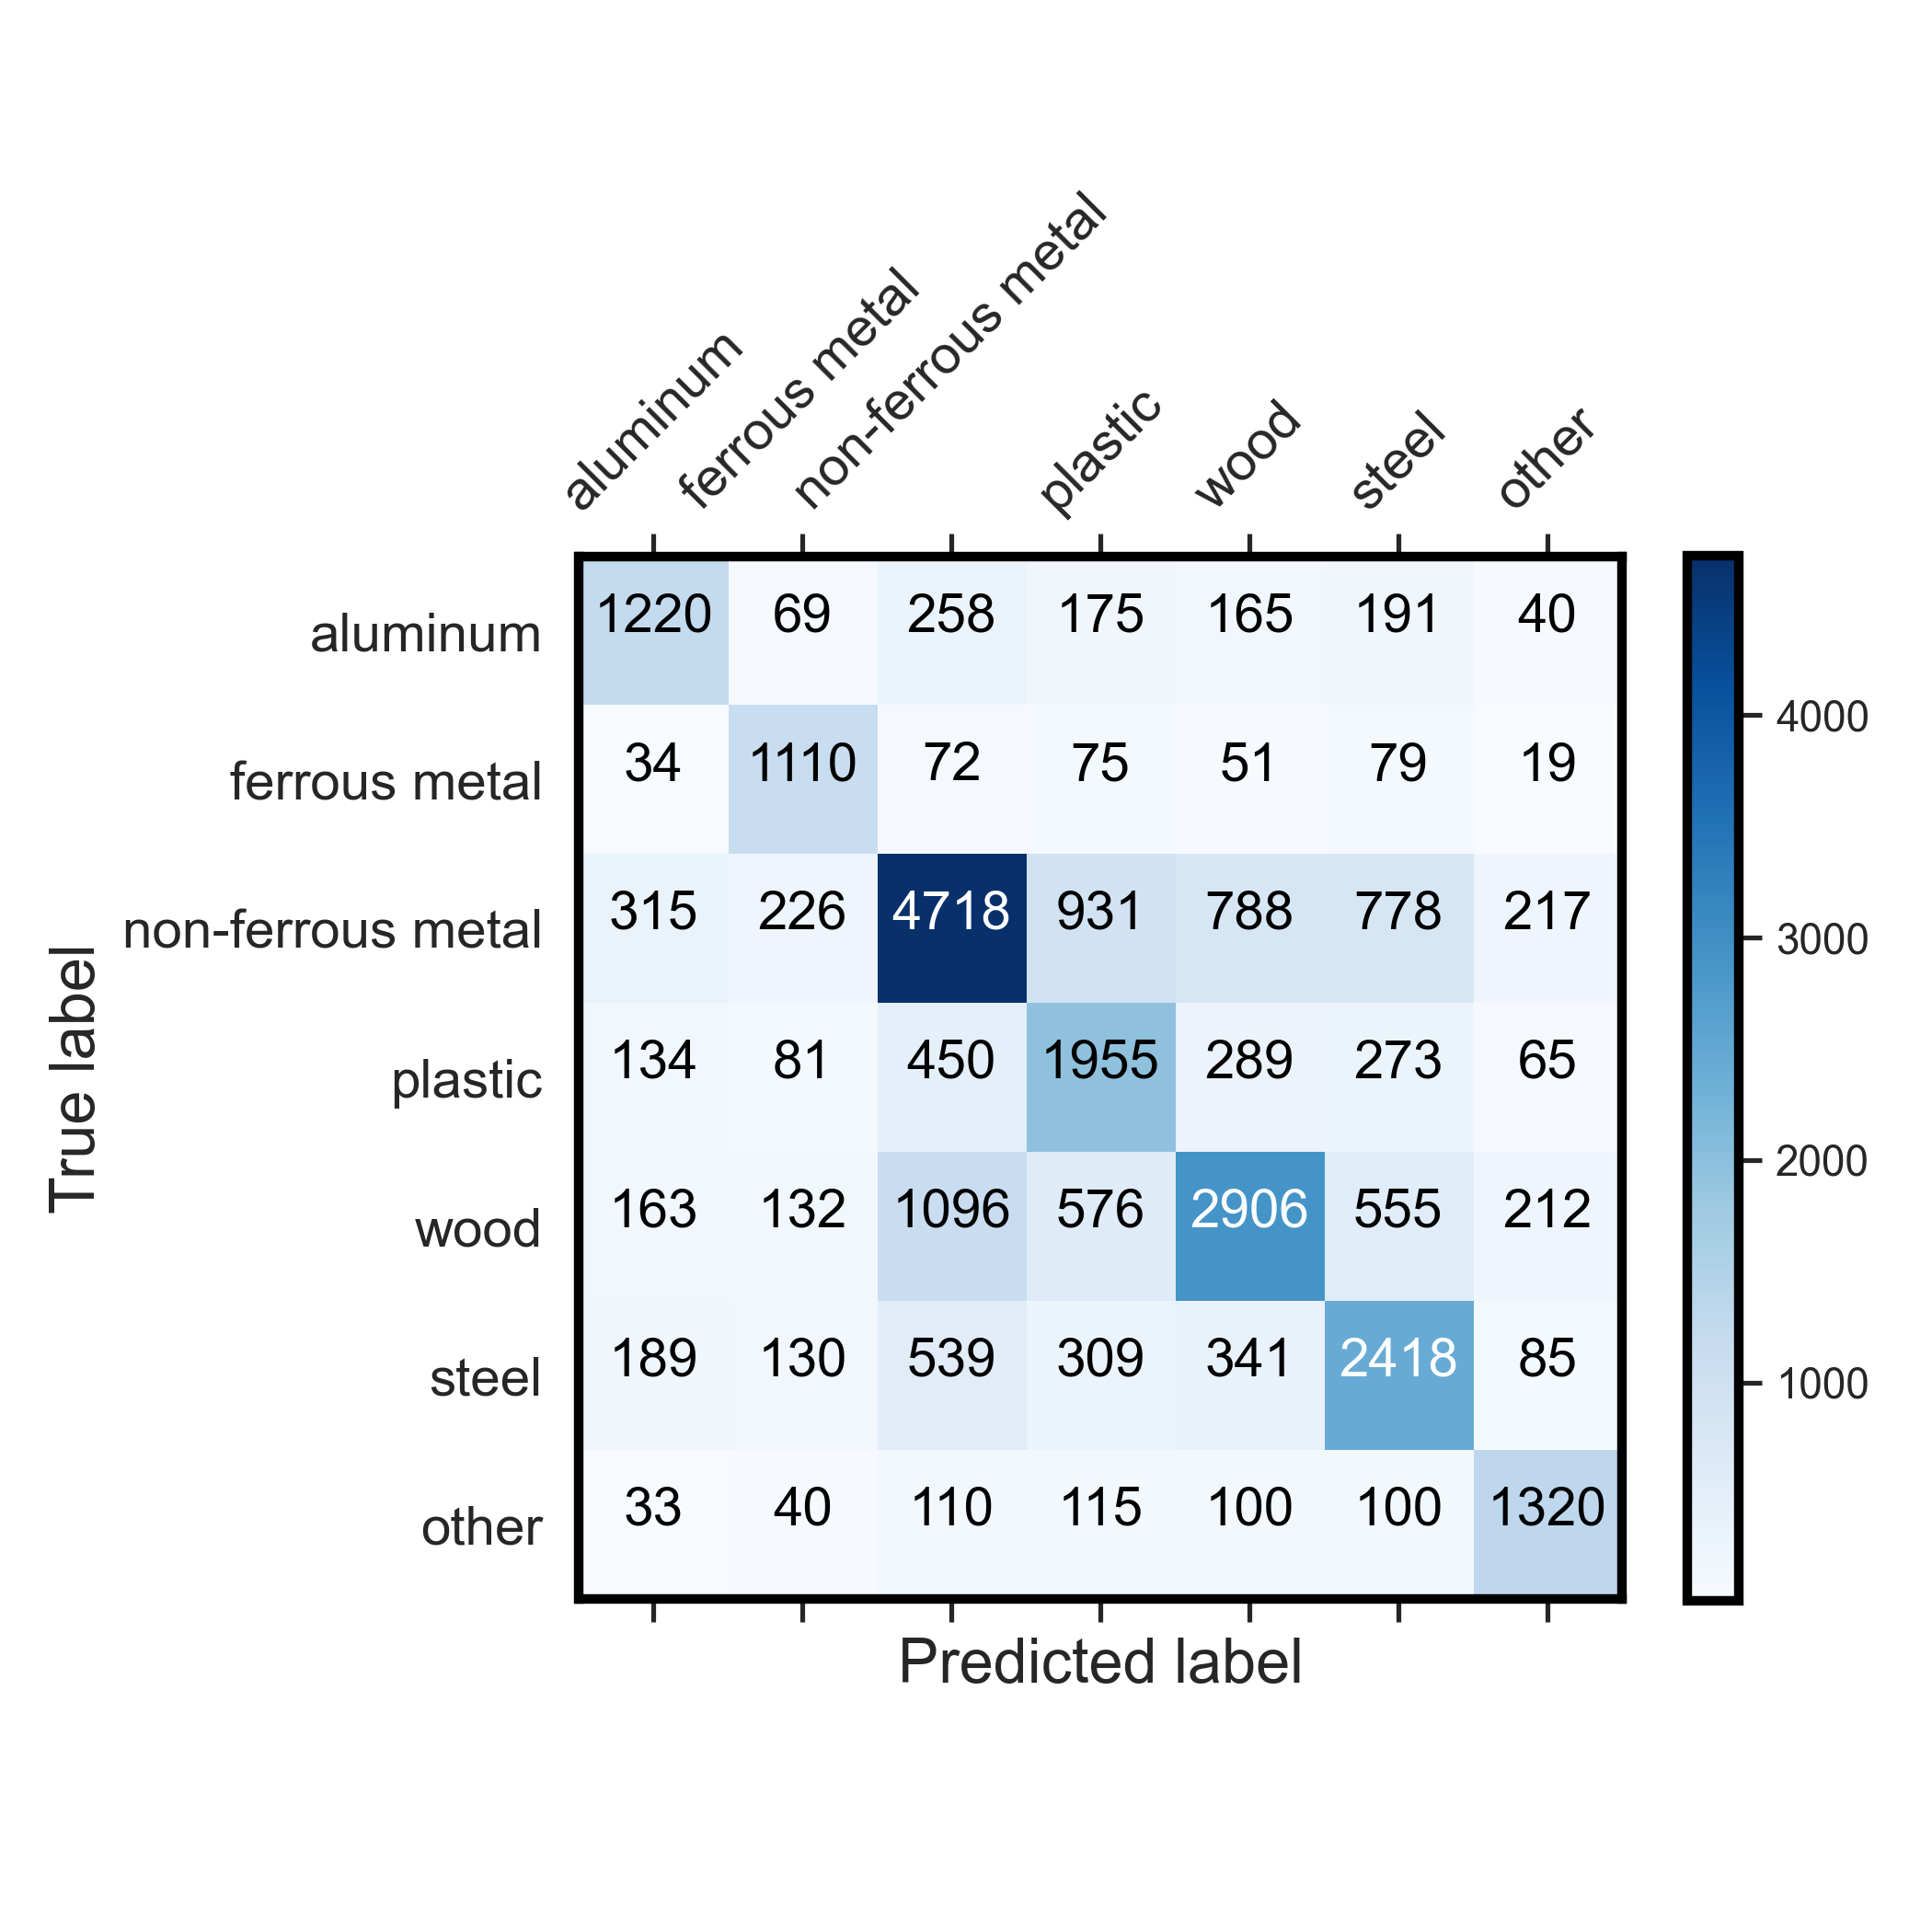 aluminum
ferrous metal
non-ferrous metal
plastic
wood
steel
other
aluminum 1220 69 258 175 165 191 40
ferrous metal 34 1110 72 75 51 79 19
non-ferrous metal 315 226 4718 931 788 778 217
plastic 134 81 450 1955 289 273 65
wood 163 132 1096 576 2906 555 212
steel 189 130 539 309 341 2418 85
other 33 40 110 115 100 100 1320
True label
Predicted label
4000
3000
2000
1000